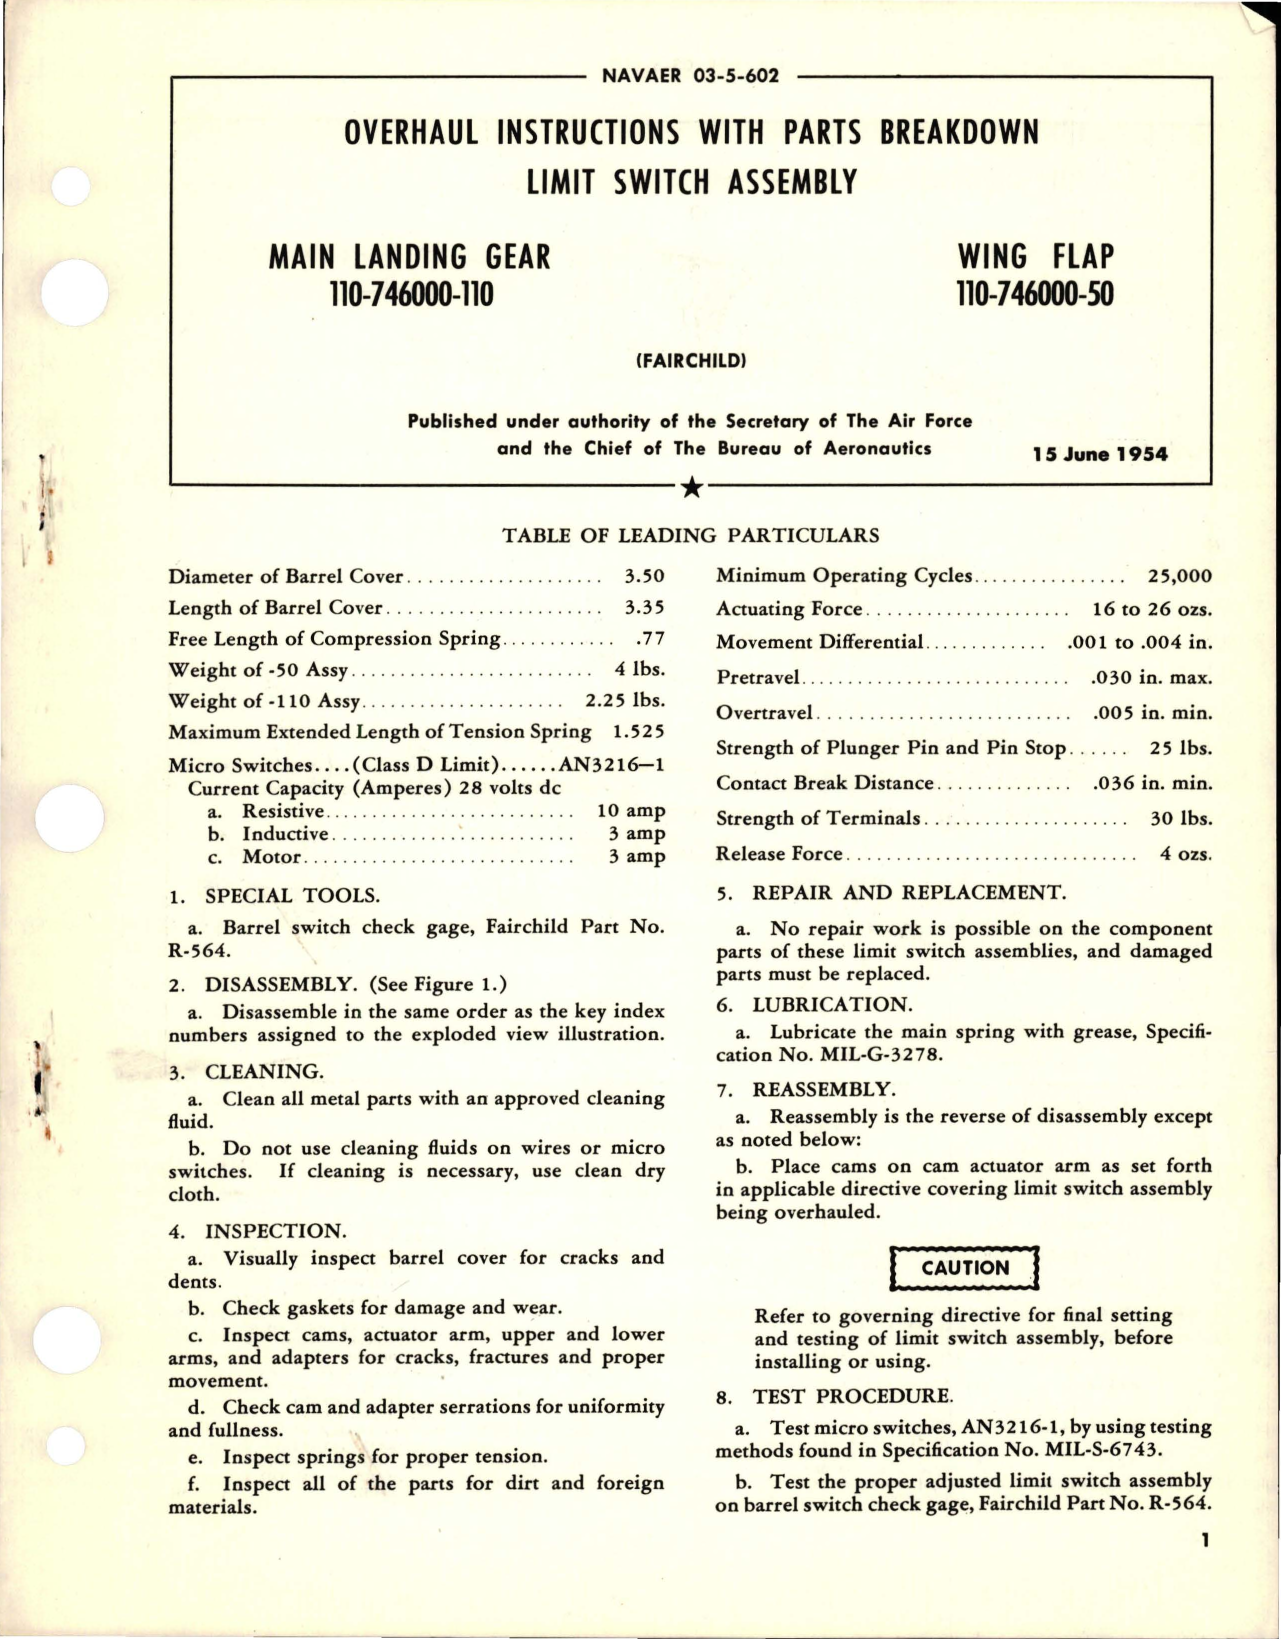 NAVAER 03-5-602
OVERHAUL INSTRUCTIONS WITH PARTS BREAKDOWN
LIMIT SWITCH ASSEMBLY
MAIN LANDING GEAR
110-746000-110
WING FLAP
110-746000-50
(FAIRCHILD)
Published under authority of the Secretary of The Air Force
and the Chief of The Bureau of Aeronautics
15 June 1954
TABLE OF LEADING PARTICULARS
Diameter of Barrel Cover.................... 3.50
Length of Barrel Cover...................... 3.35
Free Length of Compression Spring............ .77
Weight of -50 Assy......................... 4 lbs.
Weight of -110 Assy..................... 2.25 lbs.
Maximum Extended Length of Tension Spring 1.525
Micro Switches....(Class D Limit)......AN3216—1
Current Capacity (Amperes) 28 volts dc
a. Resistive......................... 10 amp
b. Inductive......................... 3 amp
c. Motor............................ 3 amp
1. SPECIAL TOOLS.
a. Barrel switch check gage, Fairchild Part No.
R-564.
2. DISASSEMBLY. (See Figure 1.)
a. Disassemble in the same order as the key index
numbers assigned to the exploded view illustration.
3. CLEANING.
a. Clean all metal parts with an approved cleaning
fluid.
b. Do not use cleaning fluids on wires or micro
switches. If cleaning is necessary, use clean dry
cloth.
4. INSPECTION.
a. Visually inspect barrel cover for cracks and
dents.
b. Check gaskets for damage and wear.
c. Inspect cams, actuator arm, upper and lower
arms, and adapters for cracks, fractures and proper
movement.
d. Check cam and adapter serrations for uniformity
and fullness.
e. Inspect springs for proper tension.
f. Inspect all of the parts for dirt and foreign
materials.
Minimum Operating Cycles................ 25,000
Actuating Force..................... 16 to 26 ozs.
Movement Differential............. .001 to .004 in.
Pretravel............................ .030 in. max.
Overtravel.......................... .005 in. min.
Strength of Plunger Pin and Pin Stop...... 25 lbs.
Contact Break Distance.............. .036 in. min.
Strength of Terminals..................... 30 lbs.
Release Force.............................. 4 ozs.
5. REPAIR AND REPLACEMENT.
a. No repair work is possible on the component
parts of these limit switch assemblies, and damaged
parts must be replaced.
6. LUBRICATION.
a. Lubricate the main spring with grease, Specifi-
cation No. MIL-G-3278.
7. REASSEMBLY.
a. Reassembly is the reverse of disassembly except
as noted below:
b. Place cams on cam actuator arm as set forth
in applicable directive covering limit switch assembly
being overhauled.
CAUTION
Refer to governing directive for final setting
and testing of limit switch assembly, before
installing or using.
8. TEST PROCEDURE.
a. Test micro switches, AN3216-1, by using testing
methods found in Specification No. MIL-S-6743.
b. Test the proper adjusted limit switch assembly
on barrel switch check gage, Fairchild Part No. R-564.
1